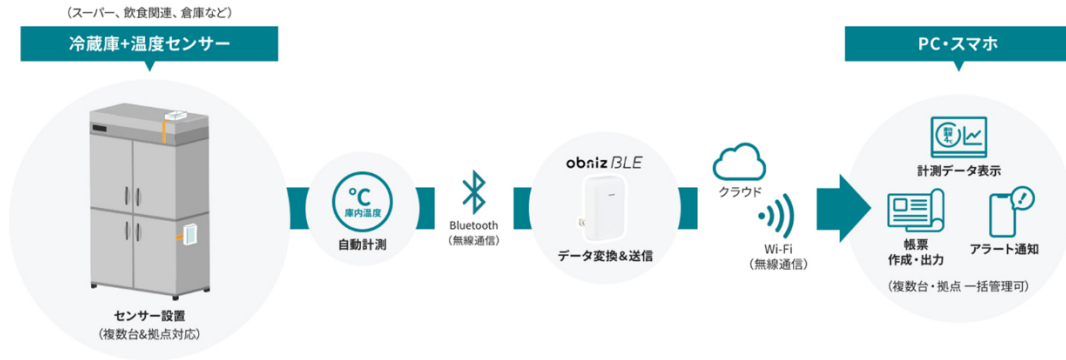 （スーパー、飲食関連、倉庫など）
冷蔵庫+温度センサー
センサー設置
（複数台&拠点対応）
℃
庫内温度
自動計測
Bluetooth
（無線通信）
obniz BLE
データ変換&送信
クラウド
Wi-Fi
（無線通信）
PC・スマホ
計測データ表示
帳票
作成・出力
アラート通知
（複数台・拠点 一括管理可）